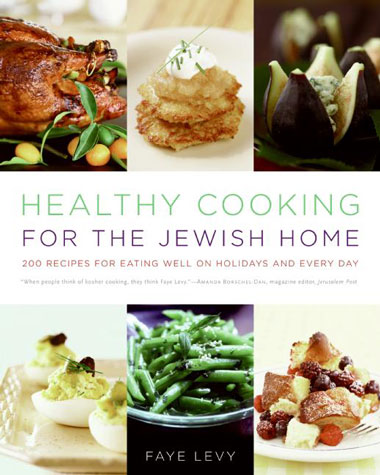 HEALTHY COOKING
FOR THE JEWISH HOME
200 RECIPES FOR EATING WELL ON HOLIDAYS AND EVERY DAY
"When people think of kosher cooking, they think Faye Levy." —AMANDA BORSCHEL-DAN, magazine editor, Jerusalem Post
FAYE LEVY